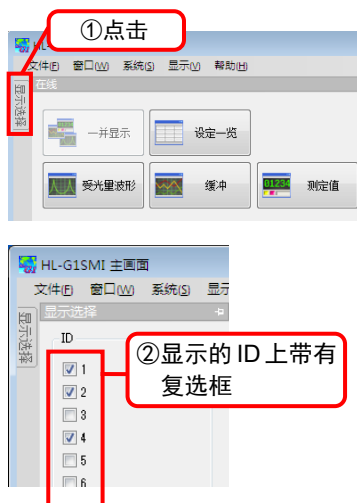 ①点击
HL-
文件(F) 窗口(W) 系统(S) 显示(V) 帮助(H)
显示选择
在线
一并显示
设定一览
受光量波形
缓冲
01234
测定值
HL-G1SMI 主画面
文件(F) 窗口(W) 系统(S) 显示
显示选择
显示选择
ID
1
2
3
4
5
6
②显示的 ID 上带有
复选框